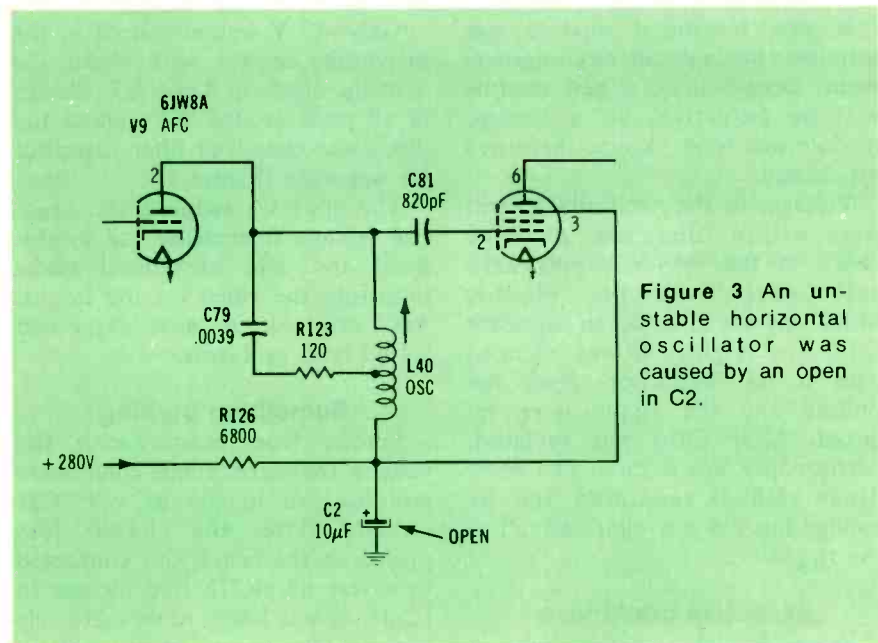 6JW8A
V9 AFC
2
C81
820pF
6
3
2
C79
.0039
R123
120
L40
OSC
R126
6800
+280V
C2
10µF
+
OPEN
Figure 3 An un-
stable horizontal
oscillator was
caused by an open
in C2.